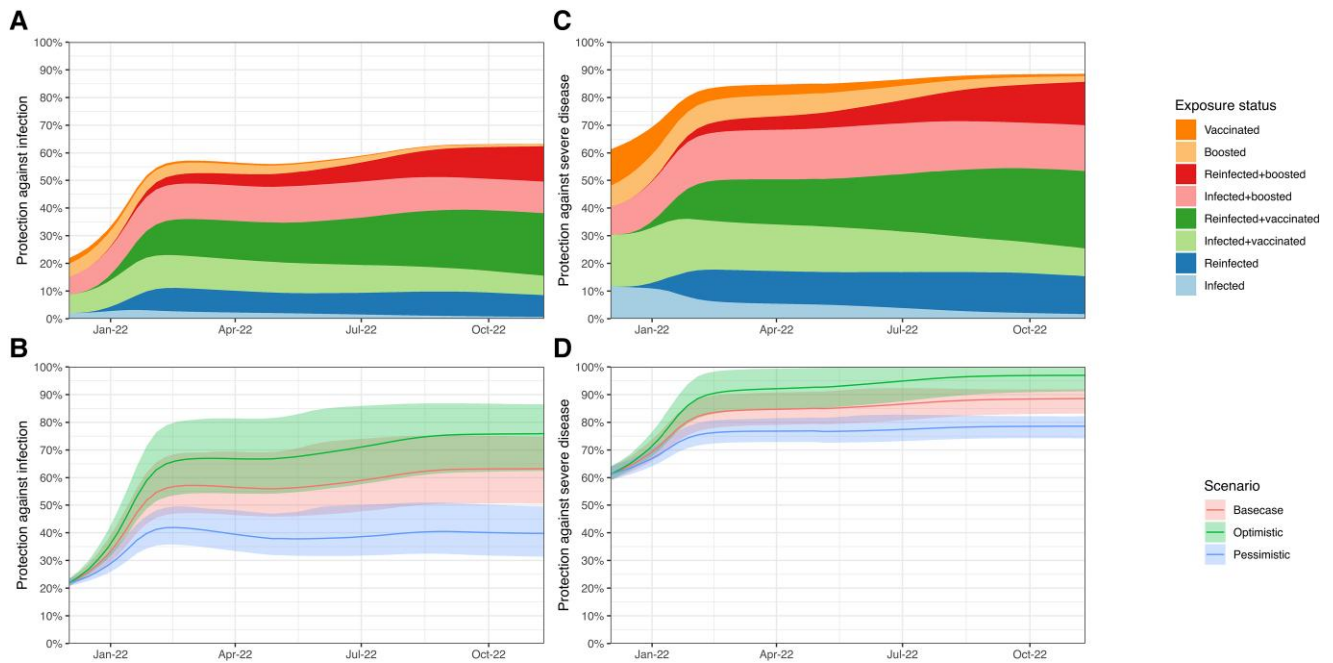 A
Protection against infection
100%
90%
80%
70%
60%
50%
40%
30%
20%
10%
0%
Jan-22
Apr-22
Jul-22
Oct-22
C
Protection against severe disease
100%
90%
80%
70%
60%
50%
40%
30%
20%
10%
0%
Jan-22
Apr-22
Jul-22
Oct-22
Exposure status
Vaccinated
Boosted
Reinfected+boosted
Infected+boosted
Reinfected+vaccinated
Infected+vaccinated
Reinfected
Infected
B
Protection against infection
100%
90%
80%
70%
60%
50%
40%
30%
20%
10%
0%
Jan-22
Apr-22
Jul-22
Oct-22
D
Protection against severe disease
100%
90%
80%
70%
60%
50%
40%
30%
20%
10%
0%
Jan-22
Apr-22
Jul-22
Oct-22
Scenario
Basecase
Optimistic
Pessimistic